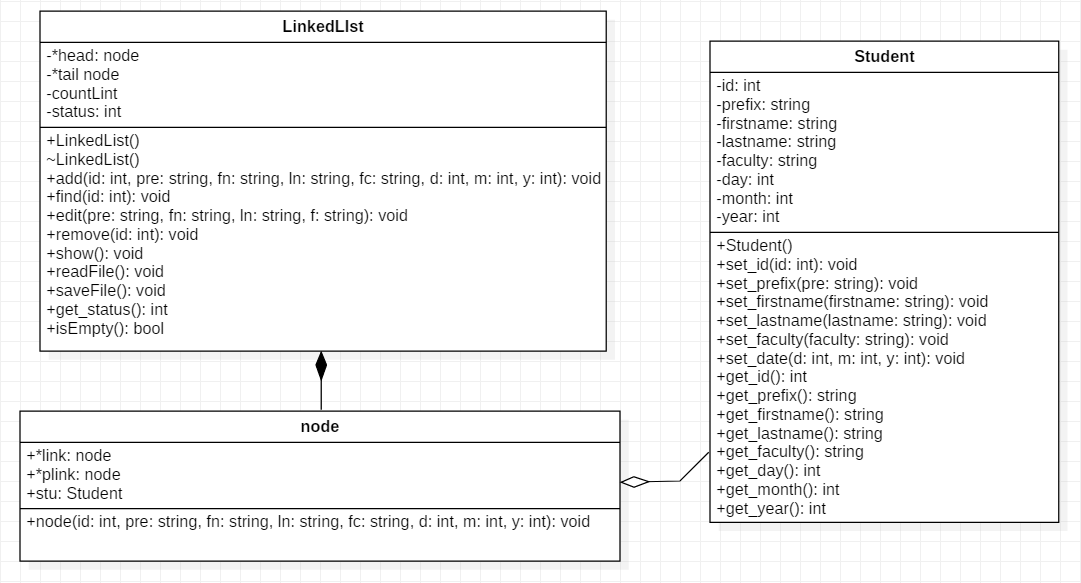 LinkedLIst
-*head: node
-*tail node
-countLint
-status: int
+LinkedList()
~LinkedList()
+add(id: int, pre: string, fn: string, ln: string, fc: string, d: int, m: int, y: int): void
+find(id: int): void
+edit(pre: string, fn: string, ln: string, f: string): void
+remove(id: int): void
+show(): void
+readFile(): void
+saveFile(): void
+get_status(): int
+isEmpty(): bool
node
+*link: node
+*plink: node
+stu: Student
+node(id: int, pre: string, fn: string, ln: string, fc: string, d: int, m: int, y: int): void
Student
-id: int
-prefix: string
-firstname: string
-lastname: string
-faculty: string
-day: int
-month: int
-year: int
+Student()
+set_id(id: int): void
+set_prefix(pre: string): void
+set_firstname(firstname: string): void
+set_lastname(lastname: string): void
+set_faculty(faculty: string): void
+set_date(d: int, m: int, y: int): void
+get_id(): int
+get_prefix(): string
+get_firstname(): string
+get_lastname(): string
+get_faculty(): string
+get_day(): int
+get_month(): int
+get_year(): int